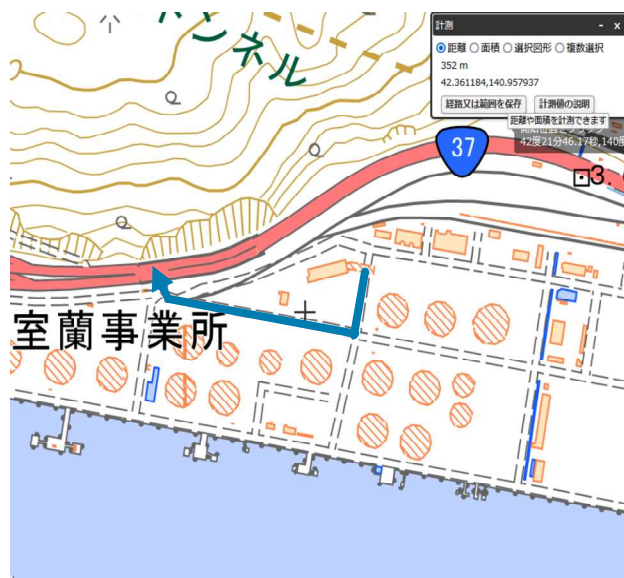 トンネル
計測 - x
距離 面積 選択図形 複数選択
352 m
42.361184,140.957937
経路又は範囲を保存 計測値の説明
距離や面積を計測できます
42度21分46.17秒,140度
37
3.
室蘭事業所